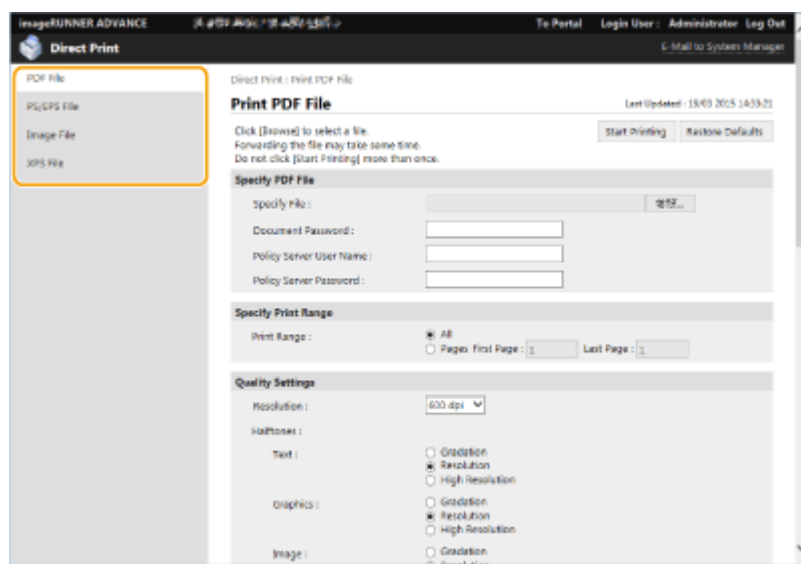 imageRUNNER ADVANCE
To Portal Login User : Administrator Log Out
Direct Print
E-Mail to System Manager
PDF File
PS/EPS File
Image File
XPS File
Direct Print : Print PDF File
Print PDF File
Last Updated : 19/03 2015 14:33:21
Click [Browse] to select a file.
Forwarding the file may take some time.
Do not click [Start Printing] more than once.
Start Printing Restore Defaults
Specify PDF File
Specify File :
Document Password :
Policy Server User Name :
Policy Server Password :
Specify Print Range
Print Range :
All
Pages First Page : 1 Last Page : 1
Quality Settings
Resolution : 600 dpi
Halftones :
Text :
Gradation
Resolution
High Resolution
Graphics :
Gradation
Resolution
High Resolution
Image :
Gradation
Resolution